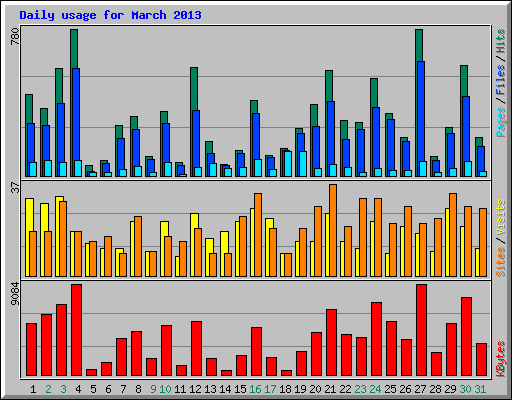 Daily usage for March 2013
780
Pages / Files / Hits
37
Sites / Visits
9084
KBytes
1 2 3 4 5 6 7 8 9 10 11 12 13 14 15 16 17 18 19 20 21 22 23 24 25 26 27 28 29 30 31